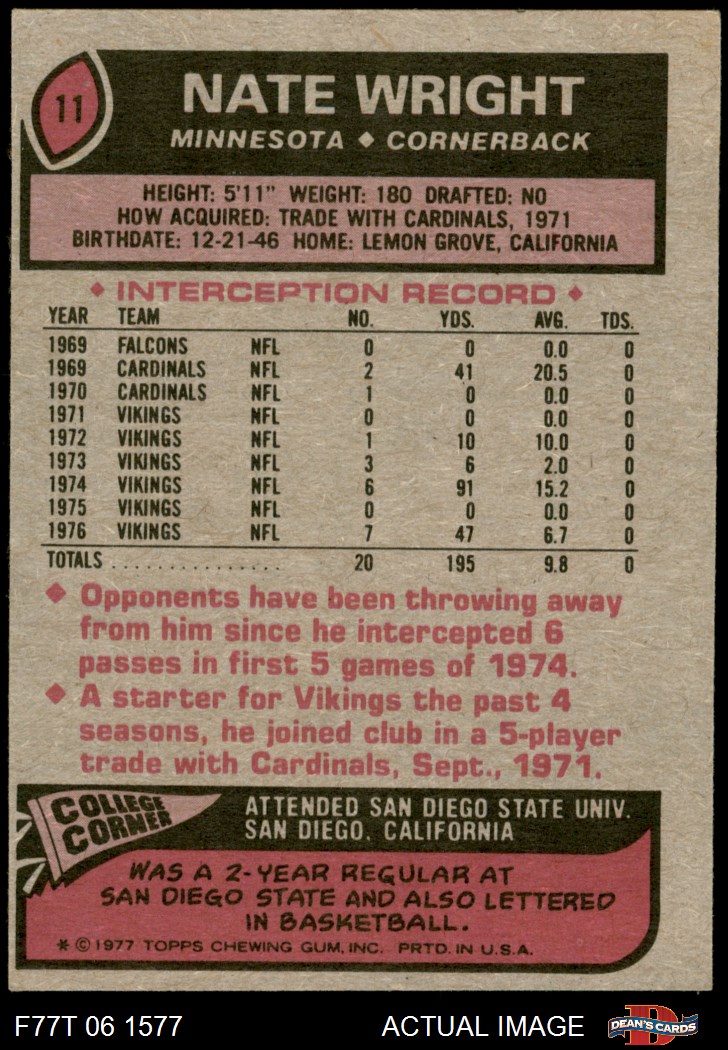 11
NATE WRIGHT
MINNESOTA ◆ CORNERBACK
HEIGHT: 5'11" WEIGHT: 180 DRAFTED: NO
HOW ACQUIRED: TRADE WITH CARDINALS, 1971
BIRTHDATE: 12-21-46 HOME: LEMON GROVE, CALIFORNIA
◆ INTERCEPTION RECORD ◆
YEAR TEAM NO. YDS. AVG. TDS.
1969 FALCONS NFL 0 0 0.0 0
1969 CARDINALS NFL 2 41 20.5 0
1970 CARDINALS NFL 1 0 0.0 0
1971 VIKINGS NFL 0 0 0.0 0
1972 VIKINGS NFL 1 10 10.0 0
1973 VIKINGS NFL 3 6 2.0 0
1974 VIKINGS NFL 6 91 15.2 0
1975 VIKINGS NFL 0 0 0.0 0
1976 VIKINGS NFL 7 47 6.7 0
TOTALS . . . . . . . . . . . . . . . 20 195 9.8 0
◆ Opponents have been throwing away
from him since he intercepted 6
passes in first 5 games of 1974.
◆ A starter for Vikings the past 4
seasons, he joined club in a 5-player
trade with Cardinals, Sept., 1971.
COLLEGE
CORNER
ATTENDED SAN DIEGO STATE UNIV.
SAN DIEGO. CALIFORNIA
WAS A 2-YEAR REGULAR AT
SAN DIEGO STATE AND ALSO LETTERED
IN BASKETBALL.
* © 1977 TOPPS CHEWING GUM, INC. PRTD. IN U.S.A.
F77T 06 1577 ACTUAL IMAGE D DEAN'S CARDS